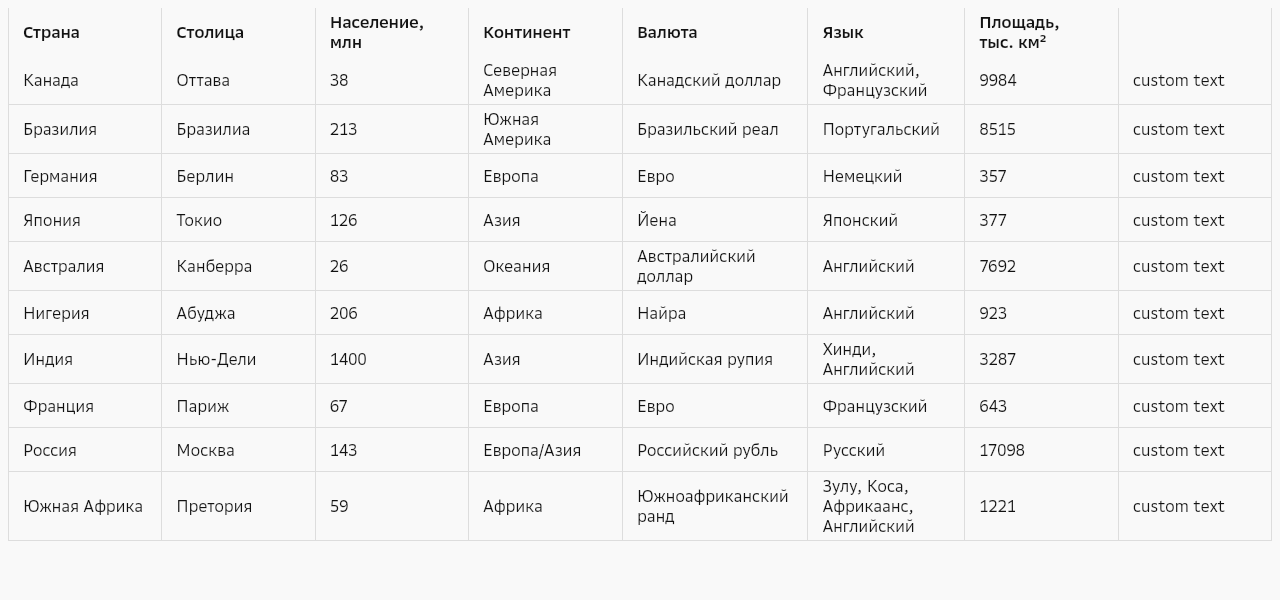 Страна Столица Население, млн Континент Валюта Язык Площадь, тыс. км²
Канада Оттава 38 Северная Америка Канадский доллар Английский, Французский 9984 custom text
Бразилия Бразилиа 213 Южная Америка Бразильский реал Португальский 8515 custom text
Германия Берлин 83 Европа Евро Немецкий 357 custom text
Япония Токио 126 Азия Йена Японский 377 custom text
Австралия Канберра 26 Океания Австралийский доллар Английский 7692 custom text
Нигерия Абуджа 206 Африка Найра Английский 923 custom text
Индия Нью-Дели 1400 Азия Индийская рупия Хинди, Английский 3287 custom text
Франция Париж 67 Европа Евро Французский 643 custom text
Россия Москва 143 Европа/Азия Российский рубль Русский 17098 custom text
Южная Африка Претория 59 Африка Южноафриканский ранд Зулу, Коса, Африкаанс, Английский 1221 custom text